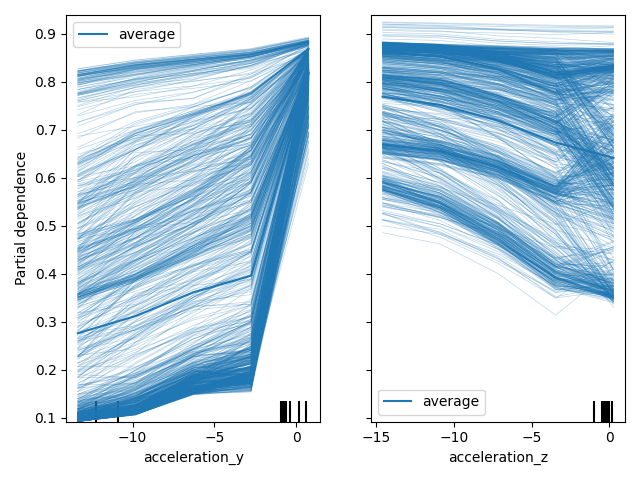 average
average
Partial dependence
0.9
0.8
0.7
0.6
0.5
0.4
0.3
0.2
0.1
−10 −5 0
−15 −10 −5 0
acceleration_y
acceleration_z